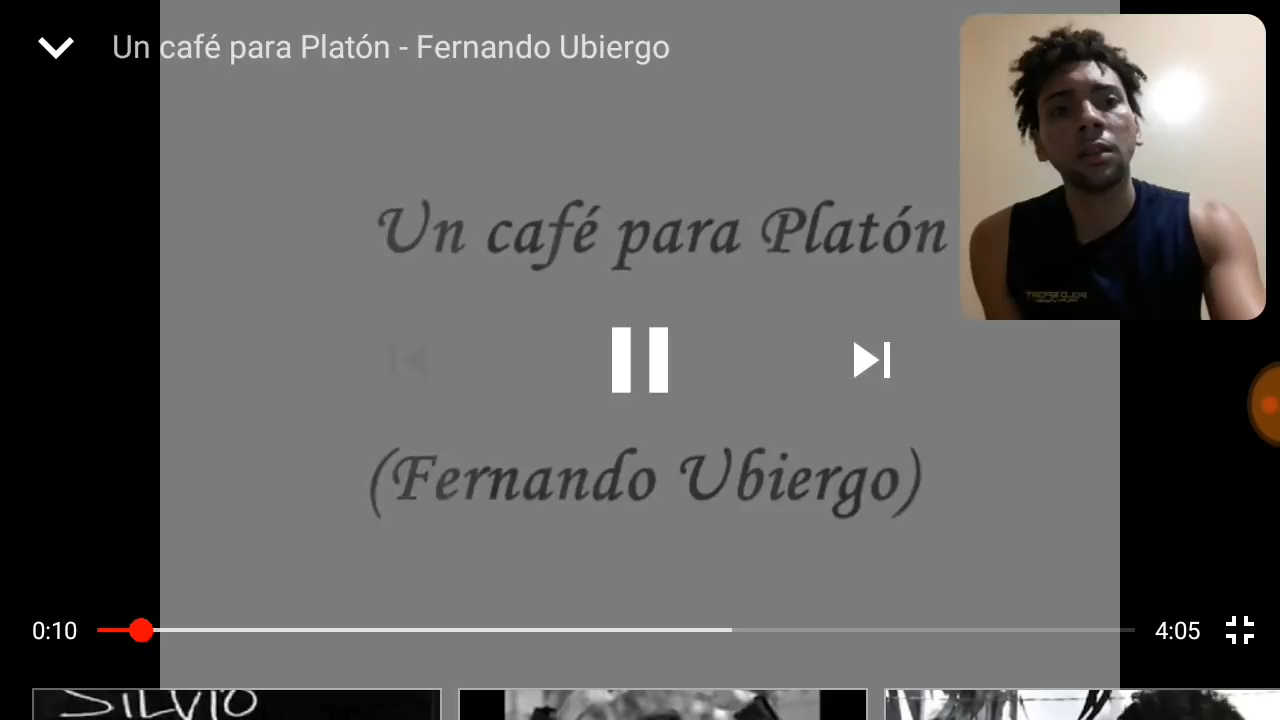 Un café para Platón - Fernando Ubiergo
Un café para Platón
(Fernando Ubiergo)
0:10
4:05
SILVIO